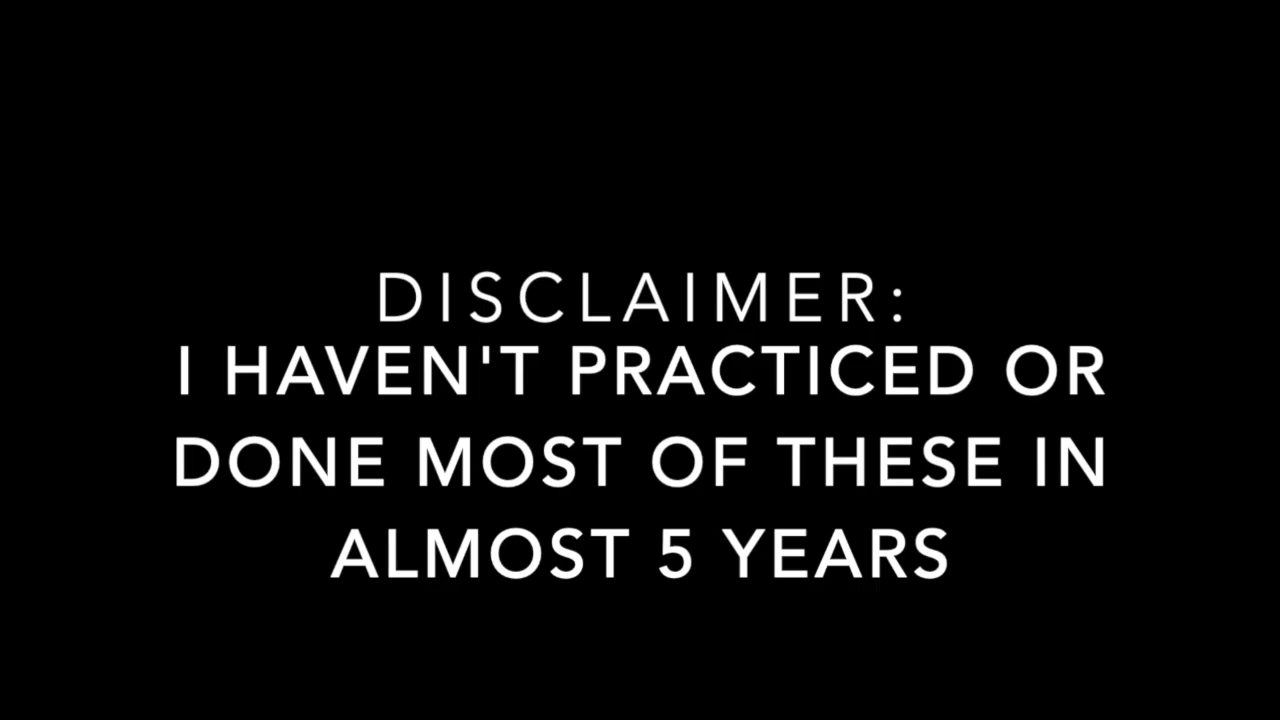 DISCLAIMER:
I HAVEN'T PRACTICED OR
DONE MOST OF THESE IN
ALMOST 5 YEARS